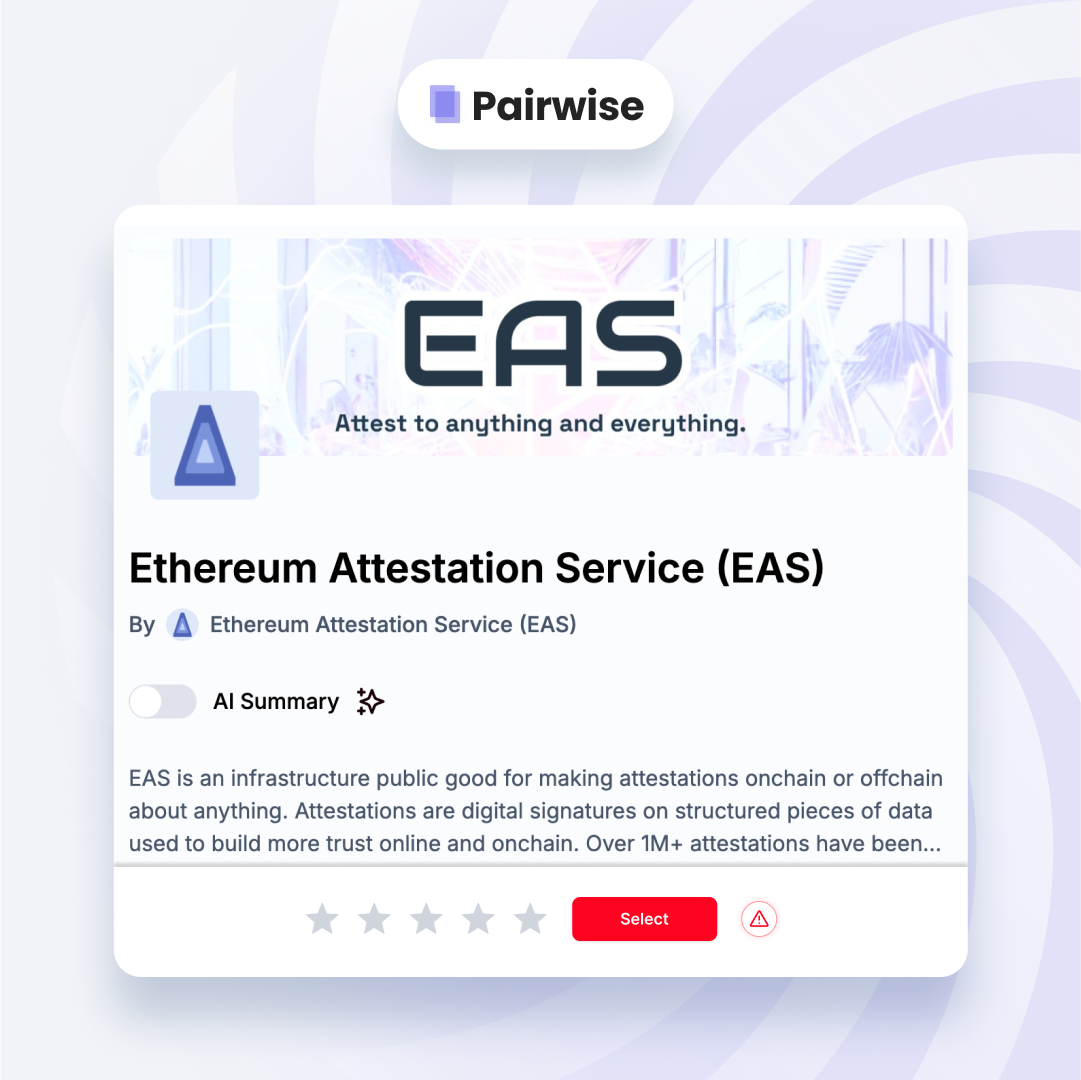 Pairwise
EAS
Attest to anything and everything.
Ethereum Attestation Service (EAS)
By Ethereum Attestation Service (EAS)
AI Summary
EAS is an infrastructure public good for making attestations onchain or offchain
about anything. Attestations are digital signatures on structured pieces of data
used to build more trust online and onchain. Over 1M+ attestations have been...
Select